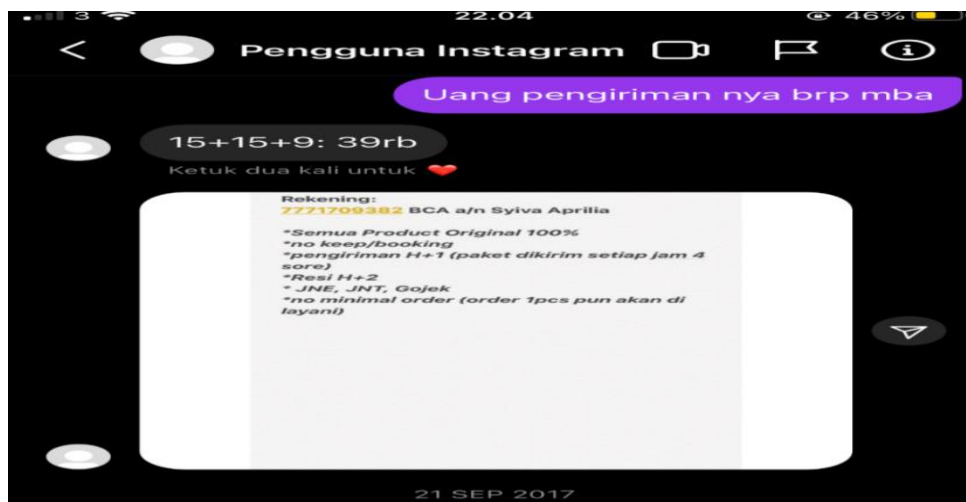 3 22.04 46%
Pengguna Instagram
Uang pengiriman nya brp mba
15+15+9: 39rb
Ketuk dua kali untuk ❤️
Rekening:
7771709382 BCA a/n Syiva Aprilia
*Semua Product Original 100%
*no keep/booking
*pengiriman H+1 (paket dikirim setiap jam 4
sore)
*Resi H+2
* JNE, JNT, Gojek
*no minimal order (order 1pcs pun akan di
layani)
21 SEP 2017